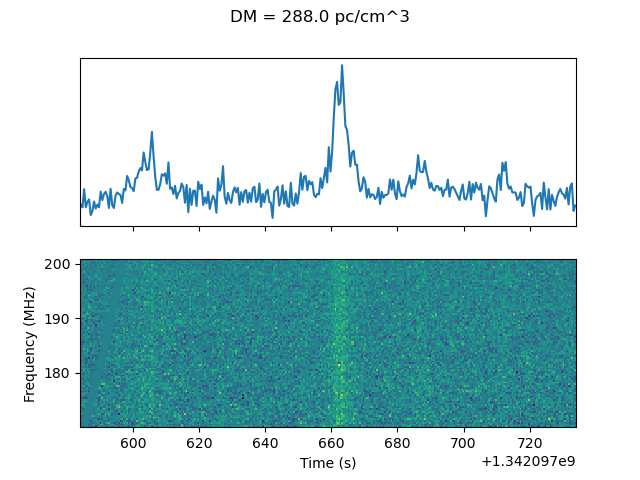 DM = 288.0 pc/cm^3
200
190
180
Frequency (MHz)
600 620 640 660 680 700 720
Time (s)
+1.342097e9